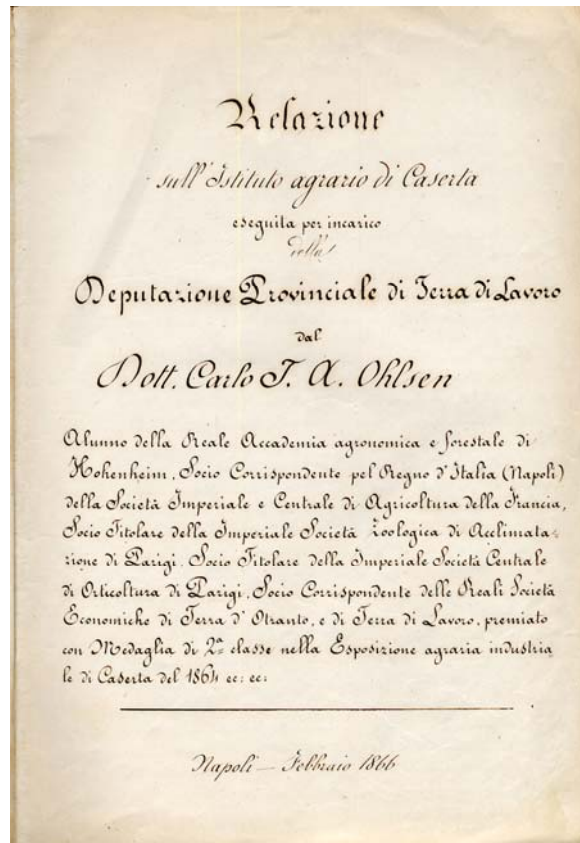 Relazione
sull'Istituto agrario di Caserta
eseguita per incarico
della
Deputazione Provinciale di Terra di Lavoro
dal
Dott. Carlo T. A. Ohlsen
Alunno della Reale Accademia agronomica e forestale di
Hohenheim, Socio Corrispondente pel Regno d'Italia (Napoli)
della Società Imperiale e Centrale di Agricoltura della Francia,
Socio Titolare della Imperiale Società Zoologica di Acclimata-
zione di Parigi, Socio Titolare della Imperiale Società Centrale
di Orticoltura di Parigi, Socio Corrispondente delle Reali Società
Economiche di Terra d'Otranto, e di Terra di Lavoro, premiato
con Medaglia di 2ª classe nella Esposizione agraria industria
le di Caserta del 1864 ec: ec:
Napoli — Febbraio 1866